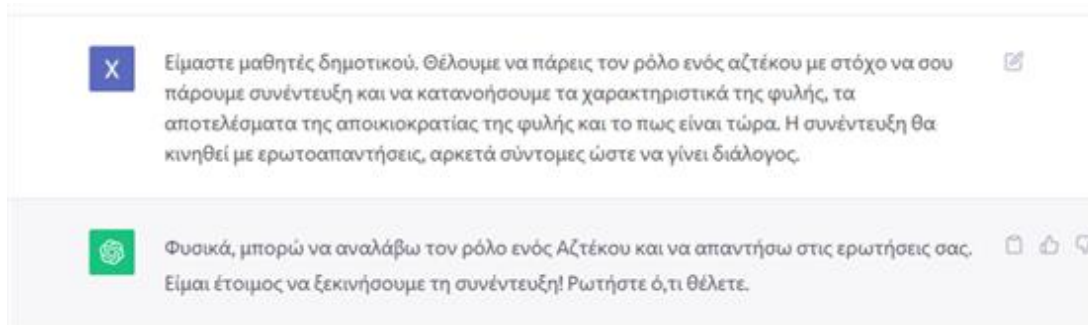 X
Είμαστε μαθητές δημοτικού. Θέλουμε να πάρεις τον ρόλο ενός αζτέκου με στόχο να σου
πάρουμε συνέντευξη και να κατανοήσουμε τα χαρακτηριστικά της φυλής, τα
αποτελέσματα της αποικιοκρατίας της φυλής και το πως είναι τώρα. Η συνέντευξη θα
κινηθεί με ερωτοαπαντήσεις, αρκετά σύντομες ώστε να γίνει διάλογος.
Φυσικά, μπορώ να αναλάβω τον ρόλο ενός Αζτέκου και να απαντήσω στις ερωτήσεις σας.
Είμαι έτοιμος να ξεκινήσουμε τη συνέντευξη! Ρωτήστε ό,τι θέλετε.